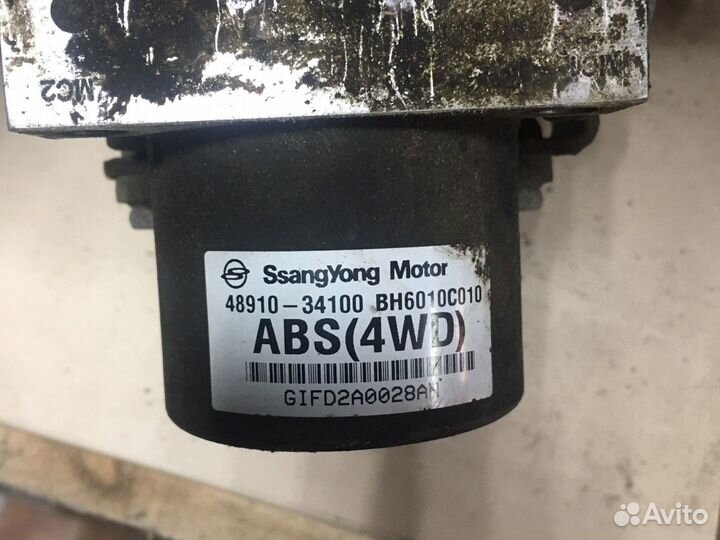 MC2
SsangYong Motor
48910-34100 BH6010C010
ABS(4WD)
GIFD2A0028AN
Avito